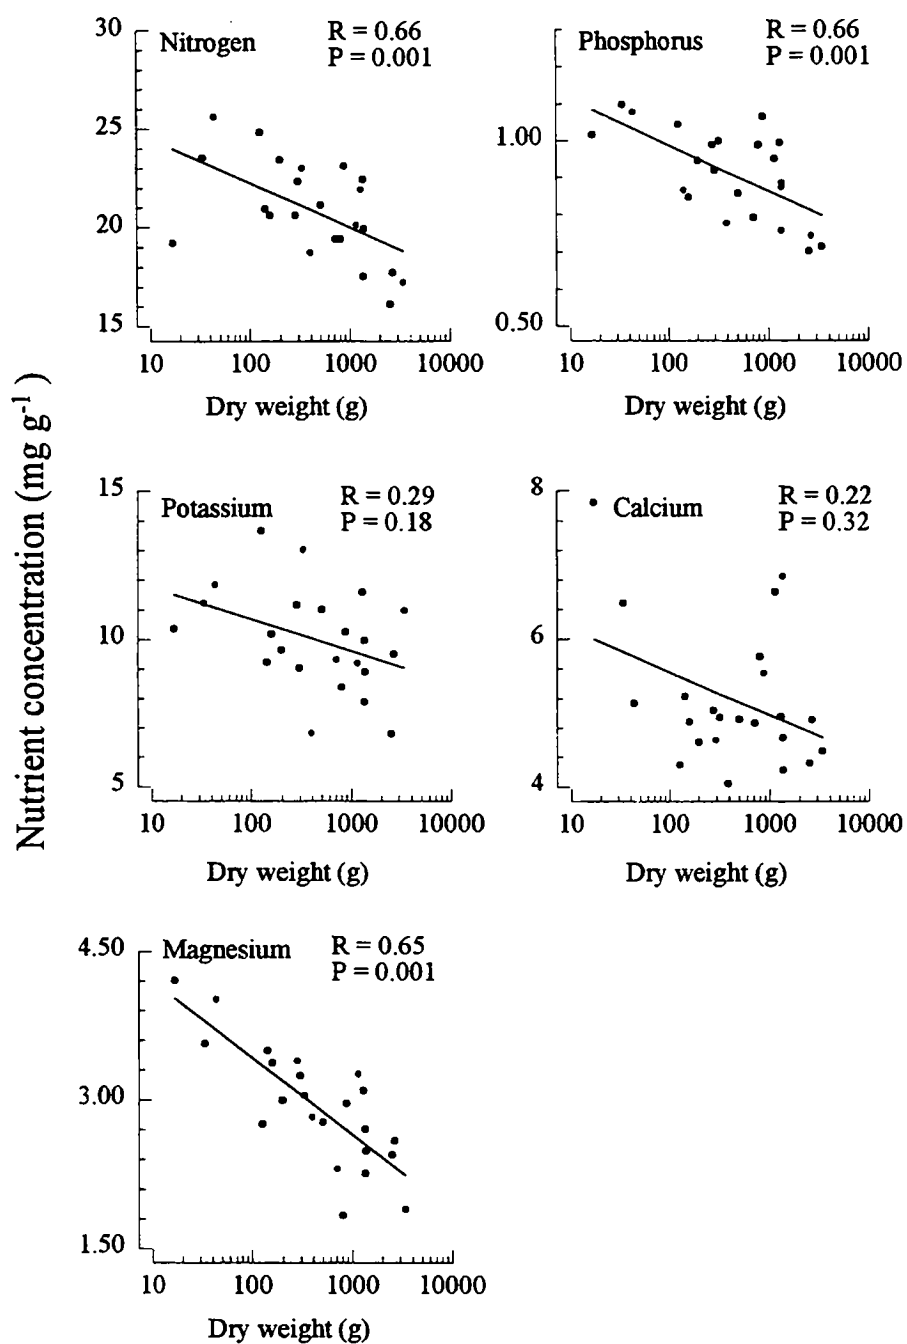 Nutrient concentration (mg g⁻¹)
30
25
20
15
Nitrogen
R = 0.66
P = 0.001
10 100 1000 10000
Dry weight (g)
1.00
0.50
Phosphorus
R = 0.66
P = 0.001
10 100 1000 10000
Dry weight (g)
15
10
5
Potassium
R = 0.29
P = 0.18
10 100 1000 10000
Dry weight (g)
8
6
4
Calcium
R = 0.22
P = 0.32
10 100 1000 10000
Dry weight (g)
4.50
3.00
1.50
Magnesium
R = 0.65
P = 0.001
10 100 1000 10000
Dry weight (g)